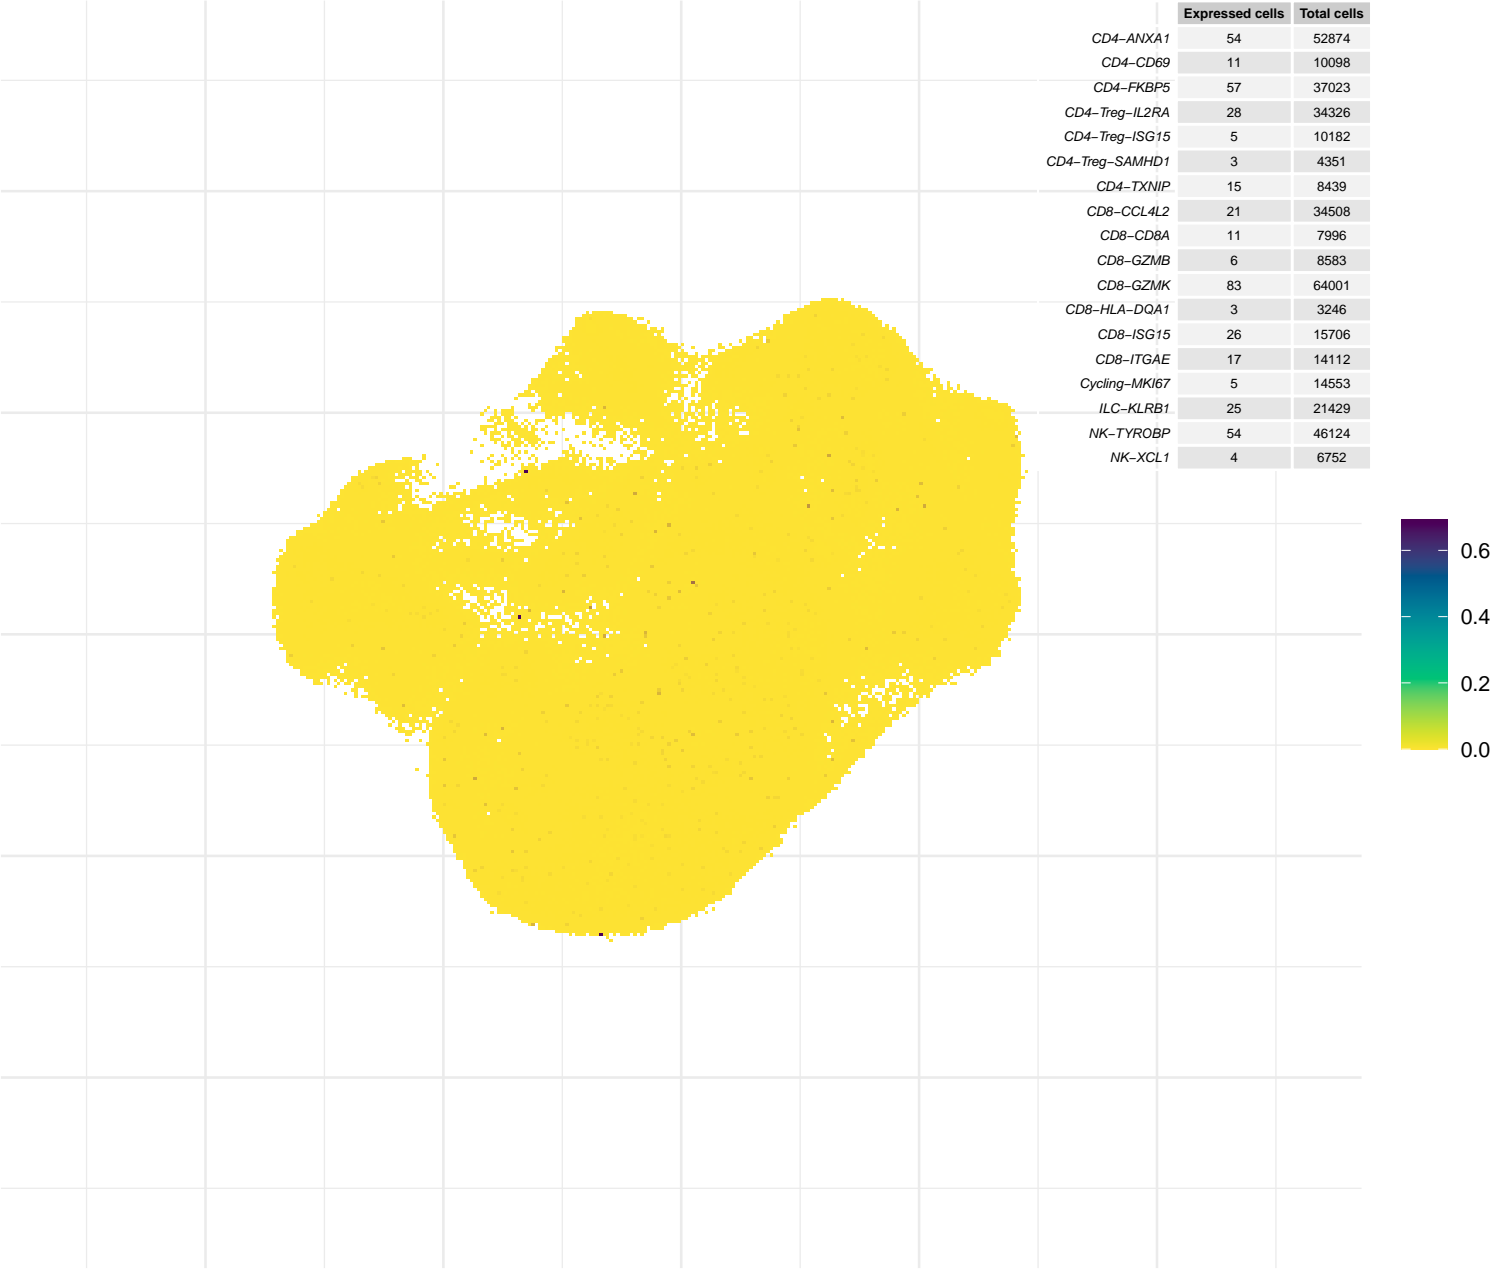 Expressed cells Total cells
CD4−ANXA1 54 52874
CD4−CD69 11 10098
CD4−FKBP5 57 37023
CD4−Treg−IL2RA 28 34326
CD4−Treg−ISG15 5 10182
CD4−Treg−SAMHD1 3 4351
CD4−TXNIP 15 8439
CD8−CCL4L2 21 34508
CD8−CD8A 11 7996
CD8−GZMB 6 8583
CD8−GZMK 83 64001
CD8−HLA−DQA1 3 3246
CD8−ISG15 26 15706
CD8−ITGAE 17 14112
Cycling−MKI67 5 14553
ILC−KLRB1 25 21429
NK−TYROBP 54 46124
NK−XCL1 4 6752
0.6
0.4
0.2
0.0